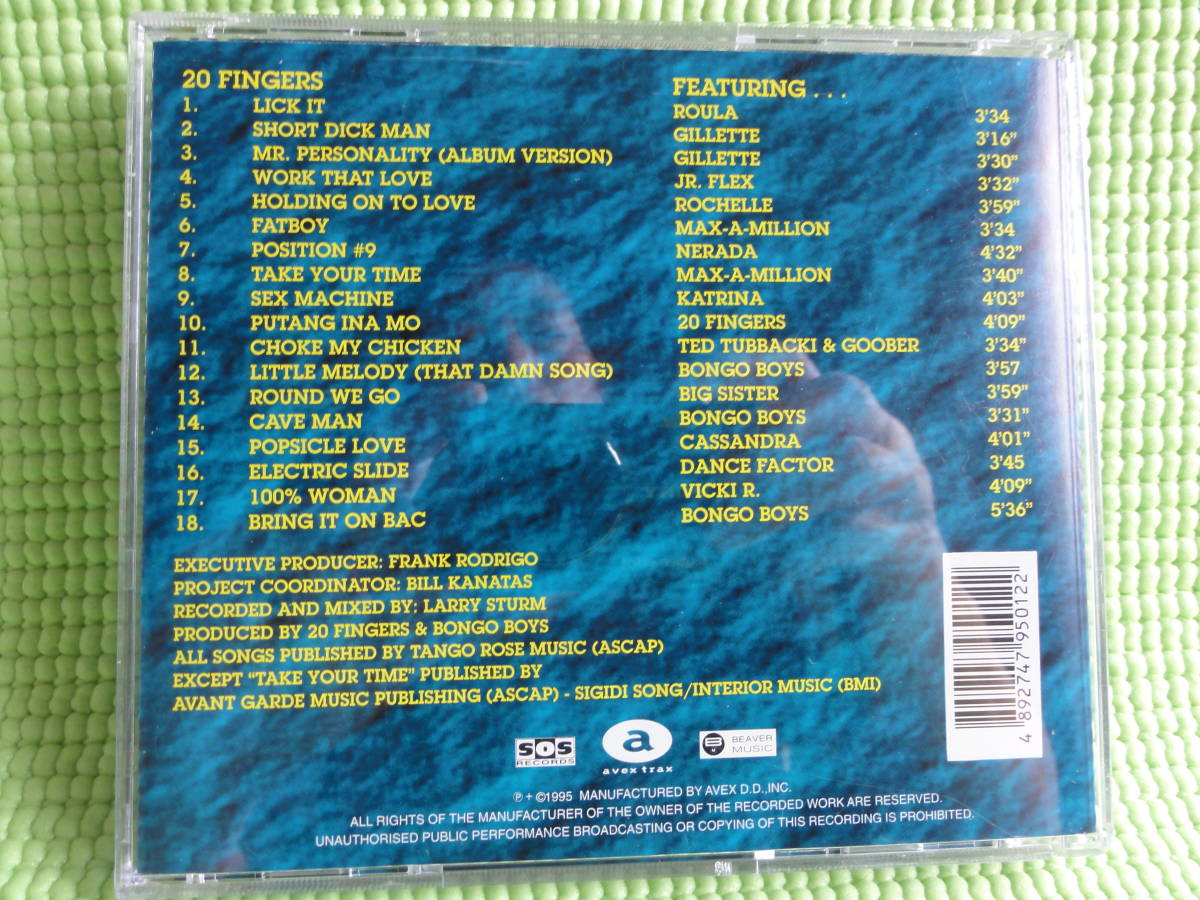 20 FINGERS FEATURING . . .
1. LICK IT ROULA 3'34
2. SHORT DICK MAN GILLETTE 3'16"
3. MR. PERSONALITY (ALBUM VERSION) GILLETTE 3'30"
4. WORK THAT LOVE JR. FLEX 3'32"
5. HOLDING ON TO LOVE ROCHELLE 3'59"
6. FATBOY MAX-A-MILLION 3'34
7. POSITION #9 NERADA 4'32"
8. TAKE YOUR TIME MAX-A-MILLION 3'40"
9. SEX MACHINE KATRINA 4'03"
10. PUTANG INA MO 20 FINGERS 4'09"
11. CHOKE MY CHICKEN TED TUBBACKI & GOOBER 3'34"
12. LITTLE MELODY (THAT DAMN SONG) BONGO BOYS 3'57
13. ROUND WE GO BIG SISTER 3'59"
14. CAVE MAN BONGO BOYS 3'31"
15. POPSICLE LOVE CASSANDRA 4'01"
16. ELECTRIC SLIDE DANCE FACTOR 3'45
17. 100% WOMAN VICKI R. 4'09"
18. BRING IT ON BAC BONGO BOYS 5'36"
EXECUTIVE PRODUCER: FRANK RODRIGO
PROJECT COORDINATOR: BILL KANATAS
RECORDED AND MIXED BY: LARRY STURM
PRODUCED BY 20 FINGERS & BONGO BOYS
ALL SONGS PUBLISHED BY TANGO ROSE MUSIC (ASCAP)
EXCEPT "TAKE YOUR TIME" PUBLISHED BY
AVANT GARDE MUSIC PUBLISHING (ASCAP) - SIGIDI SONG/INTERIOR MUSIC (BMI)
4 892747 950122
SOS RECORDS
a avex trax
B M BEAVER MUSIC
℗ + ©1995 MANUFACTURED BY AVEX D.D.,INC.
ALL RIGHTS OF THE MANUFACTURER OF THE OWNER OF THE RECORDED WORK ARE RESERVED.
UNAUTHORISED PUBLIC PERFORMANCE BROADCASTING OR COPYING OF THIS RECORDING IS PROHIBITED.